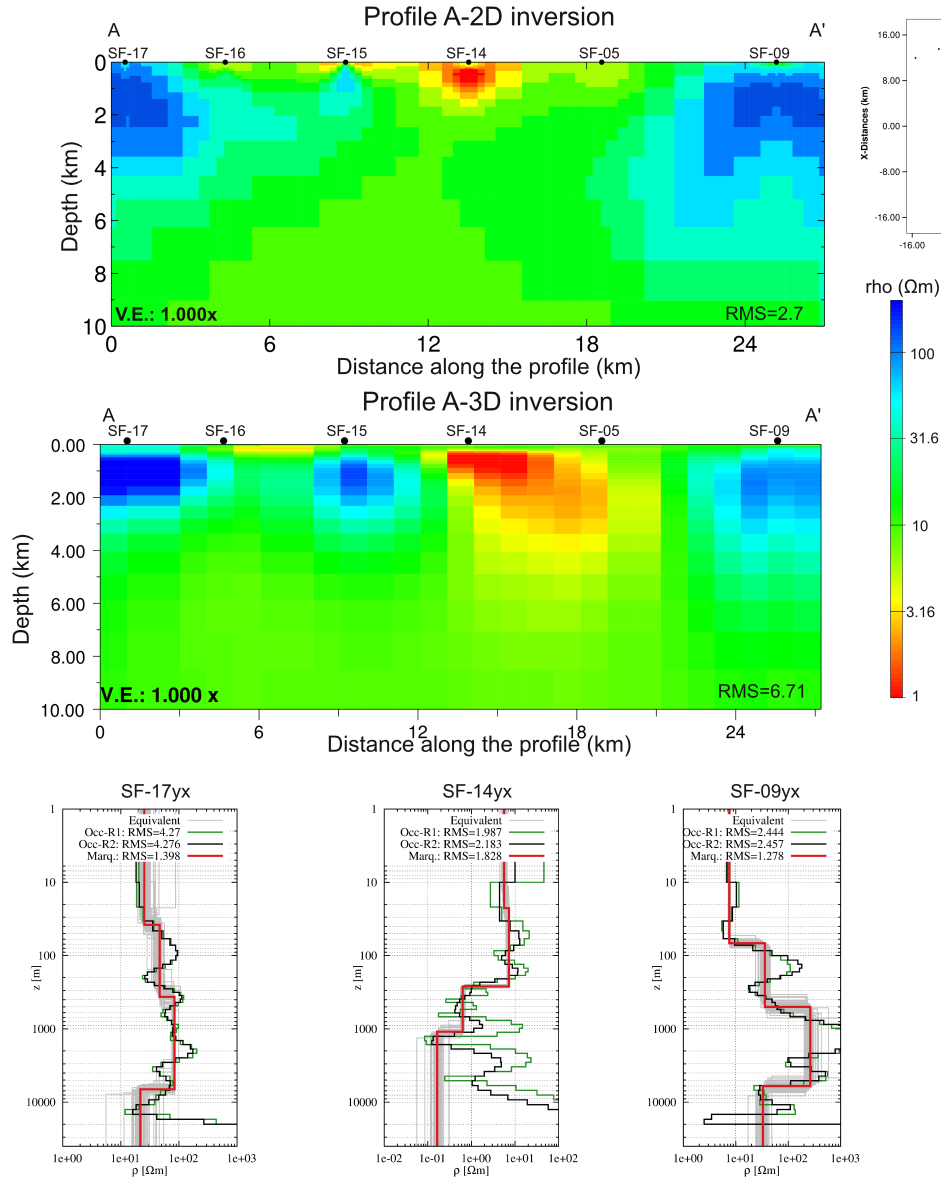 Profile A-2D inversion
A A'
SF-17 SF-16 SF-15 SF-14 SF-05 SF-09
0
2
4
6
8
10
Depth (km)
V.E.: 1.000x
RMS=2.7
0 6 12 18 24
Distance along the profile (km)
16.00
8.00
0.00
-8.00
-16.00
X-Distances (km)
-16.00
rho (Ωm)
100
31.6
10
3.16
1
Profile A-3D inversion
A A'
SF-17 SF-16 SF-15 SF-14 SF-05 SF-09
0.00
2.00
4.00
6.00
8.00
10.00
Depth (km)
V.E.: 1.000 x
RMS=6.71
0 6 12 18 24
Distance along the profile (km)
SF-17yx
Equivalent
Occ-R1: RMS=4.27
Occ-R2: RMS=4.276
Marq.: RMS=1.398
1
10
100
1000
10000
z [m]
1e+00 1e+01 1e+02 1e+03
ρ [Ωm]
SF-14yx
Equivalent
Occ-R1: RMS=1.987
Occ-R2: RMS=2.183
Marq.: RMS=1.828
1
10
100
1000
10000
z [m]
1e-02 1e-01 1e+00 1e+01 1e+02
ρ [Ωm]
SF-09yx
Equivalent
Occ-R1: RMS=2.444
Occ-R2: RMS=2.457
Marq.: RMS=1.278
1
10
100
1000
10000
z [m]
1e+00 1e+01 1e+02 1e+03
ρ [Ωm]